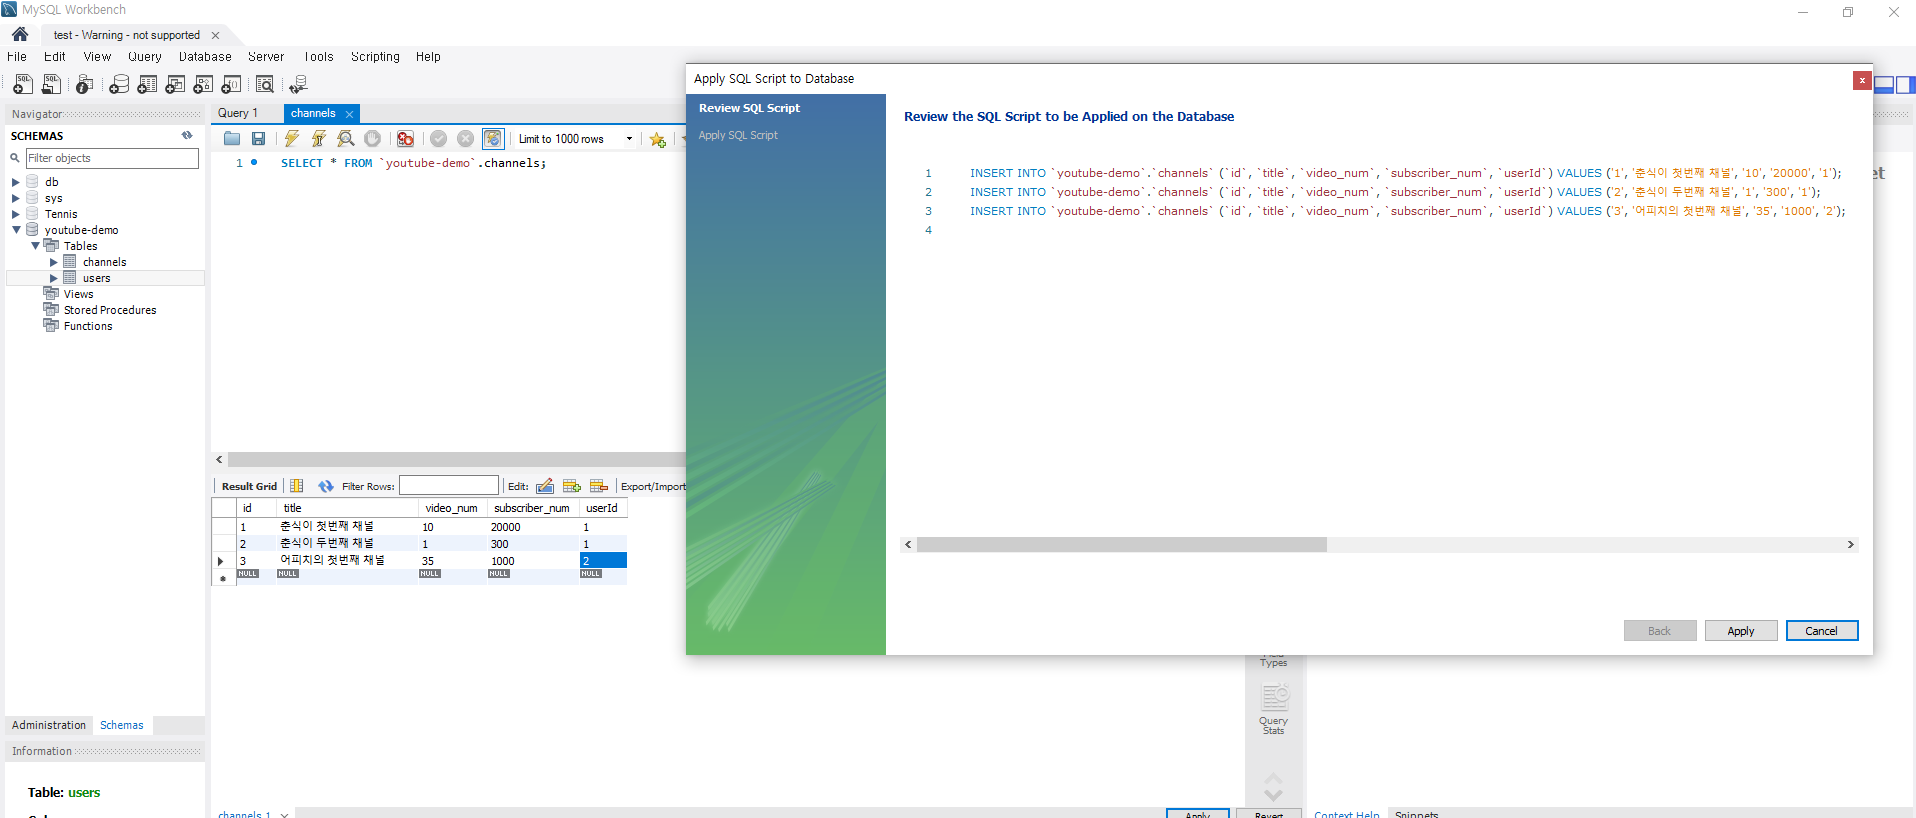 MySQL Workbench
test - Warning - not supported
File Edit View Query Database Server Tools Scripting Help
Navigator
SCHEMAS
Filter objects
db
sys
Tennis
youtube-demo
Tables
channels
users
Views
Stored Procedures
Functions
Administration Schemas
Information
Table: users
Query 1 channels
Limit to 1000 rows
1 SELECT * FROM `youtube-demo`.channels;
Result Grid Filter Rows: Edit: Export/Import
id title video_num subscriber_num userId
1 춘식이 첫번째 채널 10 20000 1
2 춘식이 두번째 채널 1 300 1
3 어피치의 첫번째 채널 35 1000 2
NULL NULL NULL NULL NULL
channels 1
Apply Revert
Apply SQL Script to Database
Review SQL Script
Apply SQL Script
Review the SQL Script to be Applied on the Database
1 INSERT INTO `youtube-demo`.`channels` (`id`, `title`, `video_num`, `subscriber_num`, `userId`) VALUES ('1', '춘식이 첫번째 채널', '10', '20000', '1');
2 INSERT INTO `youtube-demo`.`channels` (`id`, `title`, `video_num`, `subscriber_num`, `userId`) VALUES ('2', '춘식이 두번째 채널', '1', '300', '1');
3 INSERT INTO `youtube-demo`.`channels` (`id`, `title`, `video_num`, `subscriber_num`, `userId`) VALUES ('3', '어피치의 첫번째 채널', '35', '1000', '2');
4
Back Apply Cancel
Types
Query
Stats
Context Help Snippets